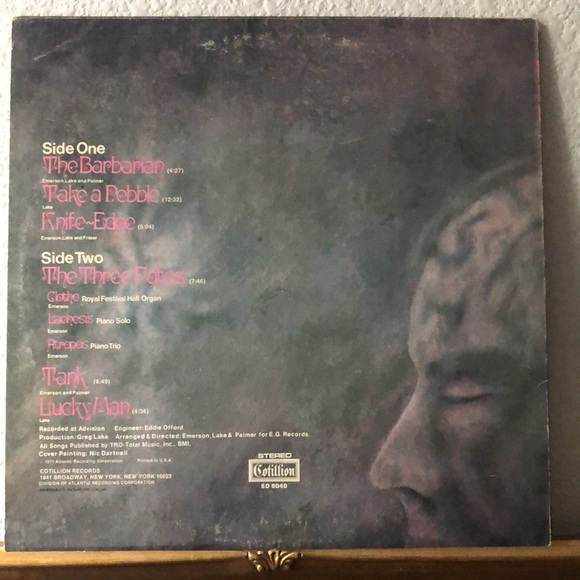 Side One
The Barbarian (4:27)
Emerson, Lake and Palmer
Take a Pebble (12:32)
Lake
Knife-Edge (5:04)
Emerson, Lake and Fraser
Side Two
The Three Fates (7:46)
Clotho Royal Festival Hall Organ
Emerson
Lachesis Piano Solo
Emerson
Atropos Piano Trio
Emerson
Tank (6:49)
Emerson and Palmer
Lucky Man (4:36)
Lake
Recorded at Advision Engineer: Eddie Offord
Production: Greg Lake Arranged & Directed: Emerson, Lake & Palmer for E.G. Records
All Songs Published by TRO-Total Music, Inc., BMI.
Cover Painting: Nic Dartnell
© 1971 Atlantic Recording Corporation Printed in U.S.A.
COTILLION RECORDS
1841 BROADWAY, NEW YORK, NEW YORK 10023
DIVISION OF ATLANTIC RECORDING CORPORATION
STEREO
Cotillion
SD 9040